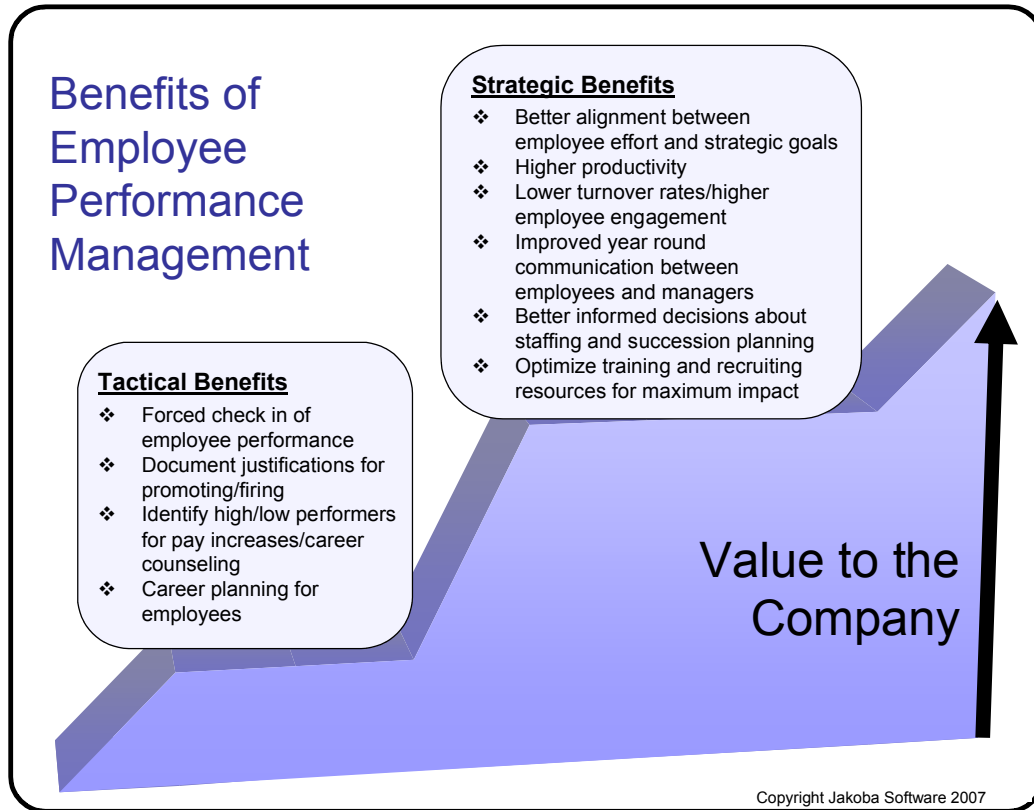 Benefits of
Employee
Performance
Management
Strategic Benefits
❖ Better alignment between
employee effort and strategic goals
❖ Higher productivity
❖ Lower turnover rates/higher
employee engagement
❖ Improved year round
communication between
employees and managers
❖ Better informed decisions about
staffing and succession planning
❖ Optimize training and recruiting
resources for maximum impact
Tactical Benefits
❖ Forced check in of
employee performance
❖ Document justifications for
promoting/firing
❖ Identify high/low performers
for pay increases/career
counseling
❖ Career planning for
employees
Value to the
Company
Copyright Jakoba Software 2007